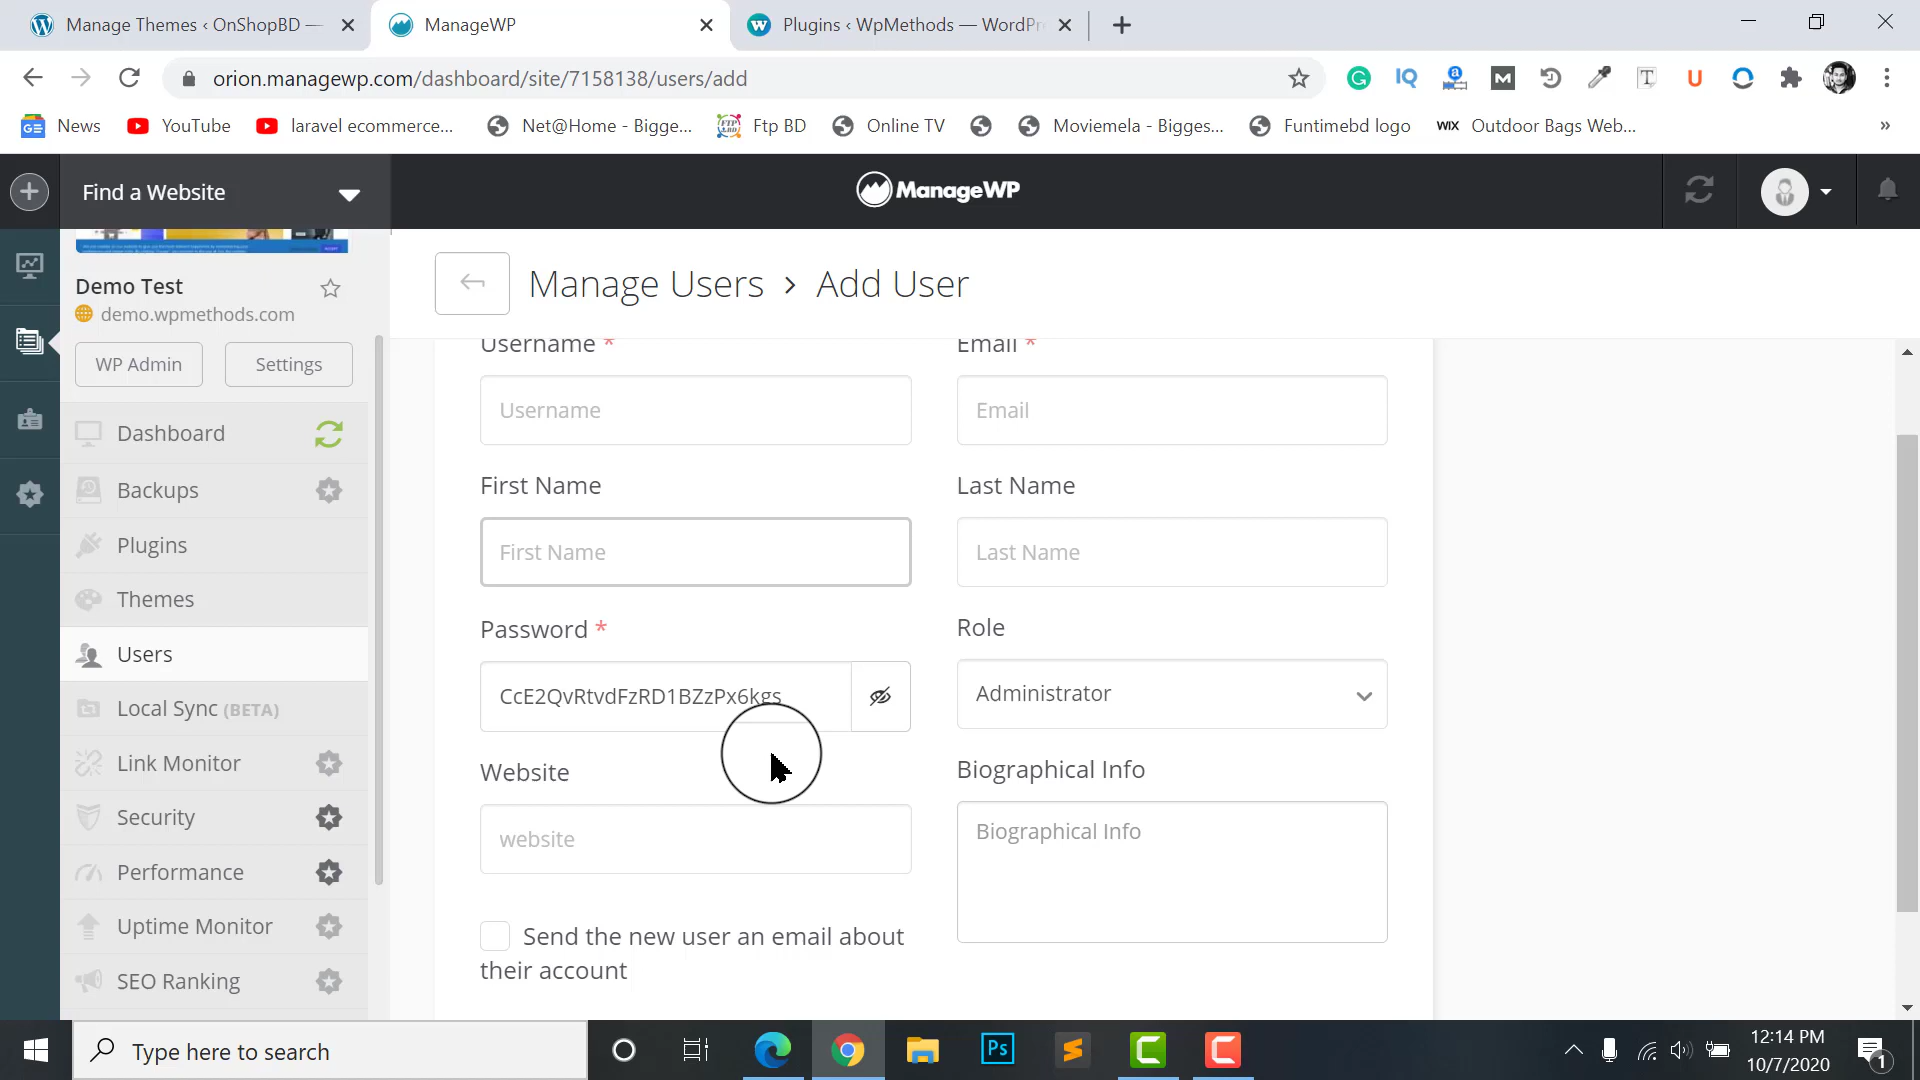 Manage Themes ‹ OnShopBD —
ManageWP
Plugins ‹ WpMethods — WordPr
orion.managewp.com/dashboard/site/7158138/users/add
News
YouTube
laravel ecommerce...
Net@Home - Bigge...
Ftp BD
Online TV
Moviemela - Bigges...
Funtimebd logo
WIX
Outdoor Bags Web...
»
Find a Website
ManageWP
Demo Test
demo.wpmethods.com
WP Admin
Settings
Dashboard
Backups
Plugins
Themes
Users
Local Sync (BETA)
Link Monitor
Security
Performance
Uptime Monitor
SEO Ranking
Manage Users › Add User
Username *
Email *
Username
Email
First Name
Last Name
First Name
Last Name
Password *
Role
CcE2QvRtvdFzRD1BZzPx6kgs
Administrator
Website
Biographical Info
website
Biographical Info
Send the new user an email about
their account
Type here to search
Ps
12:14 PM
10/7/2020
1